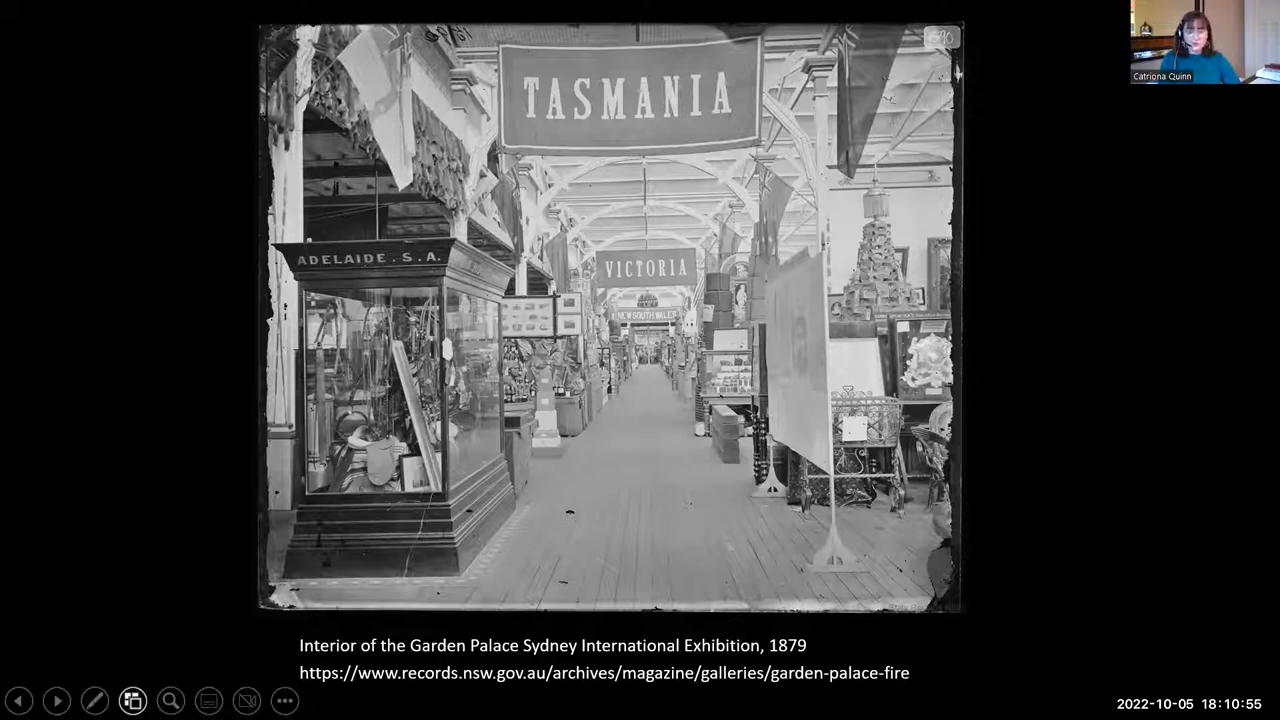 TASMANIA
ADELAIDE. S. A.
VICTORIA
NEW SOUTH WALES
Catriona Quinn
Interior of the Garden Palace Sydney International Exhibition, 1879
https://www.records.nsw.gov.au/archives/magazine/galleries/garden-palace-fire
2022-10-05 18:10:55